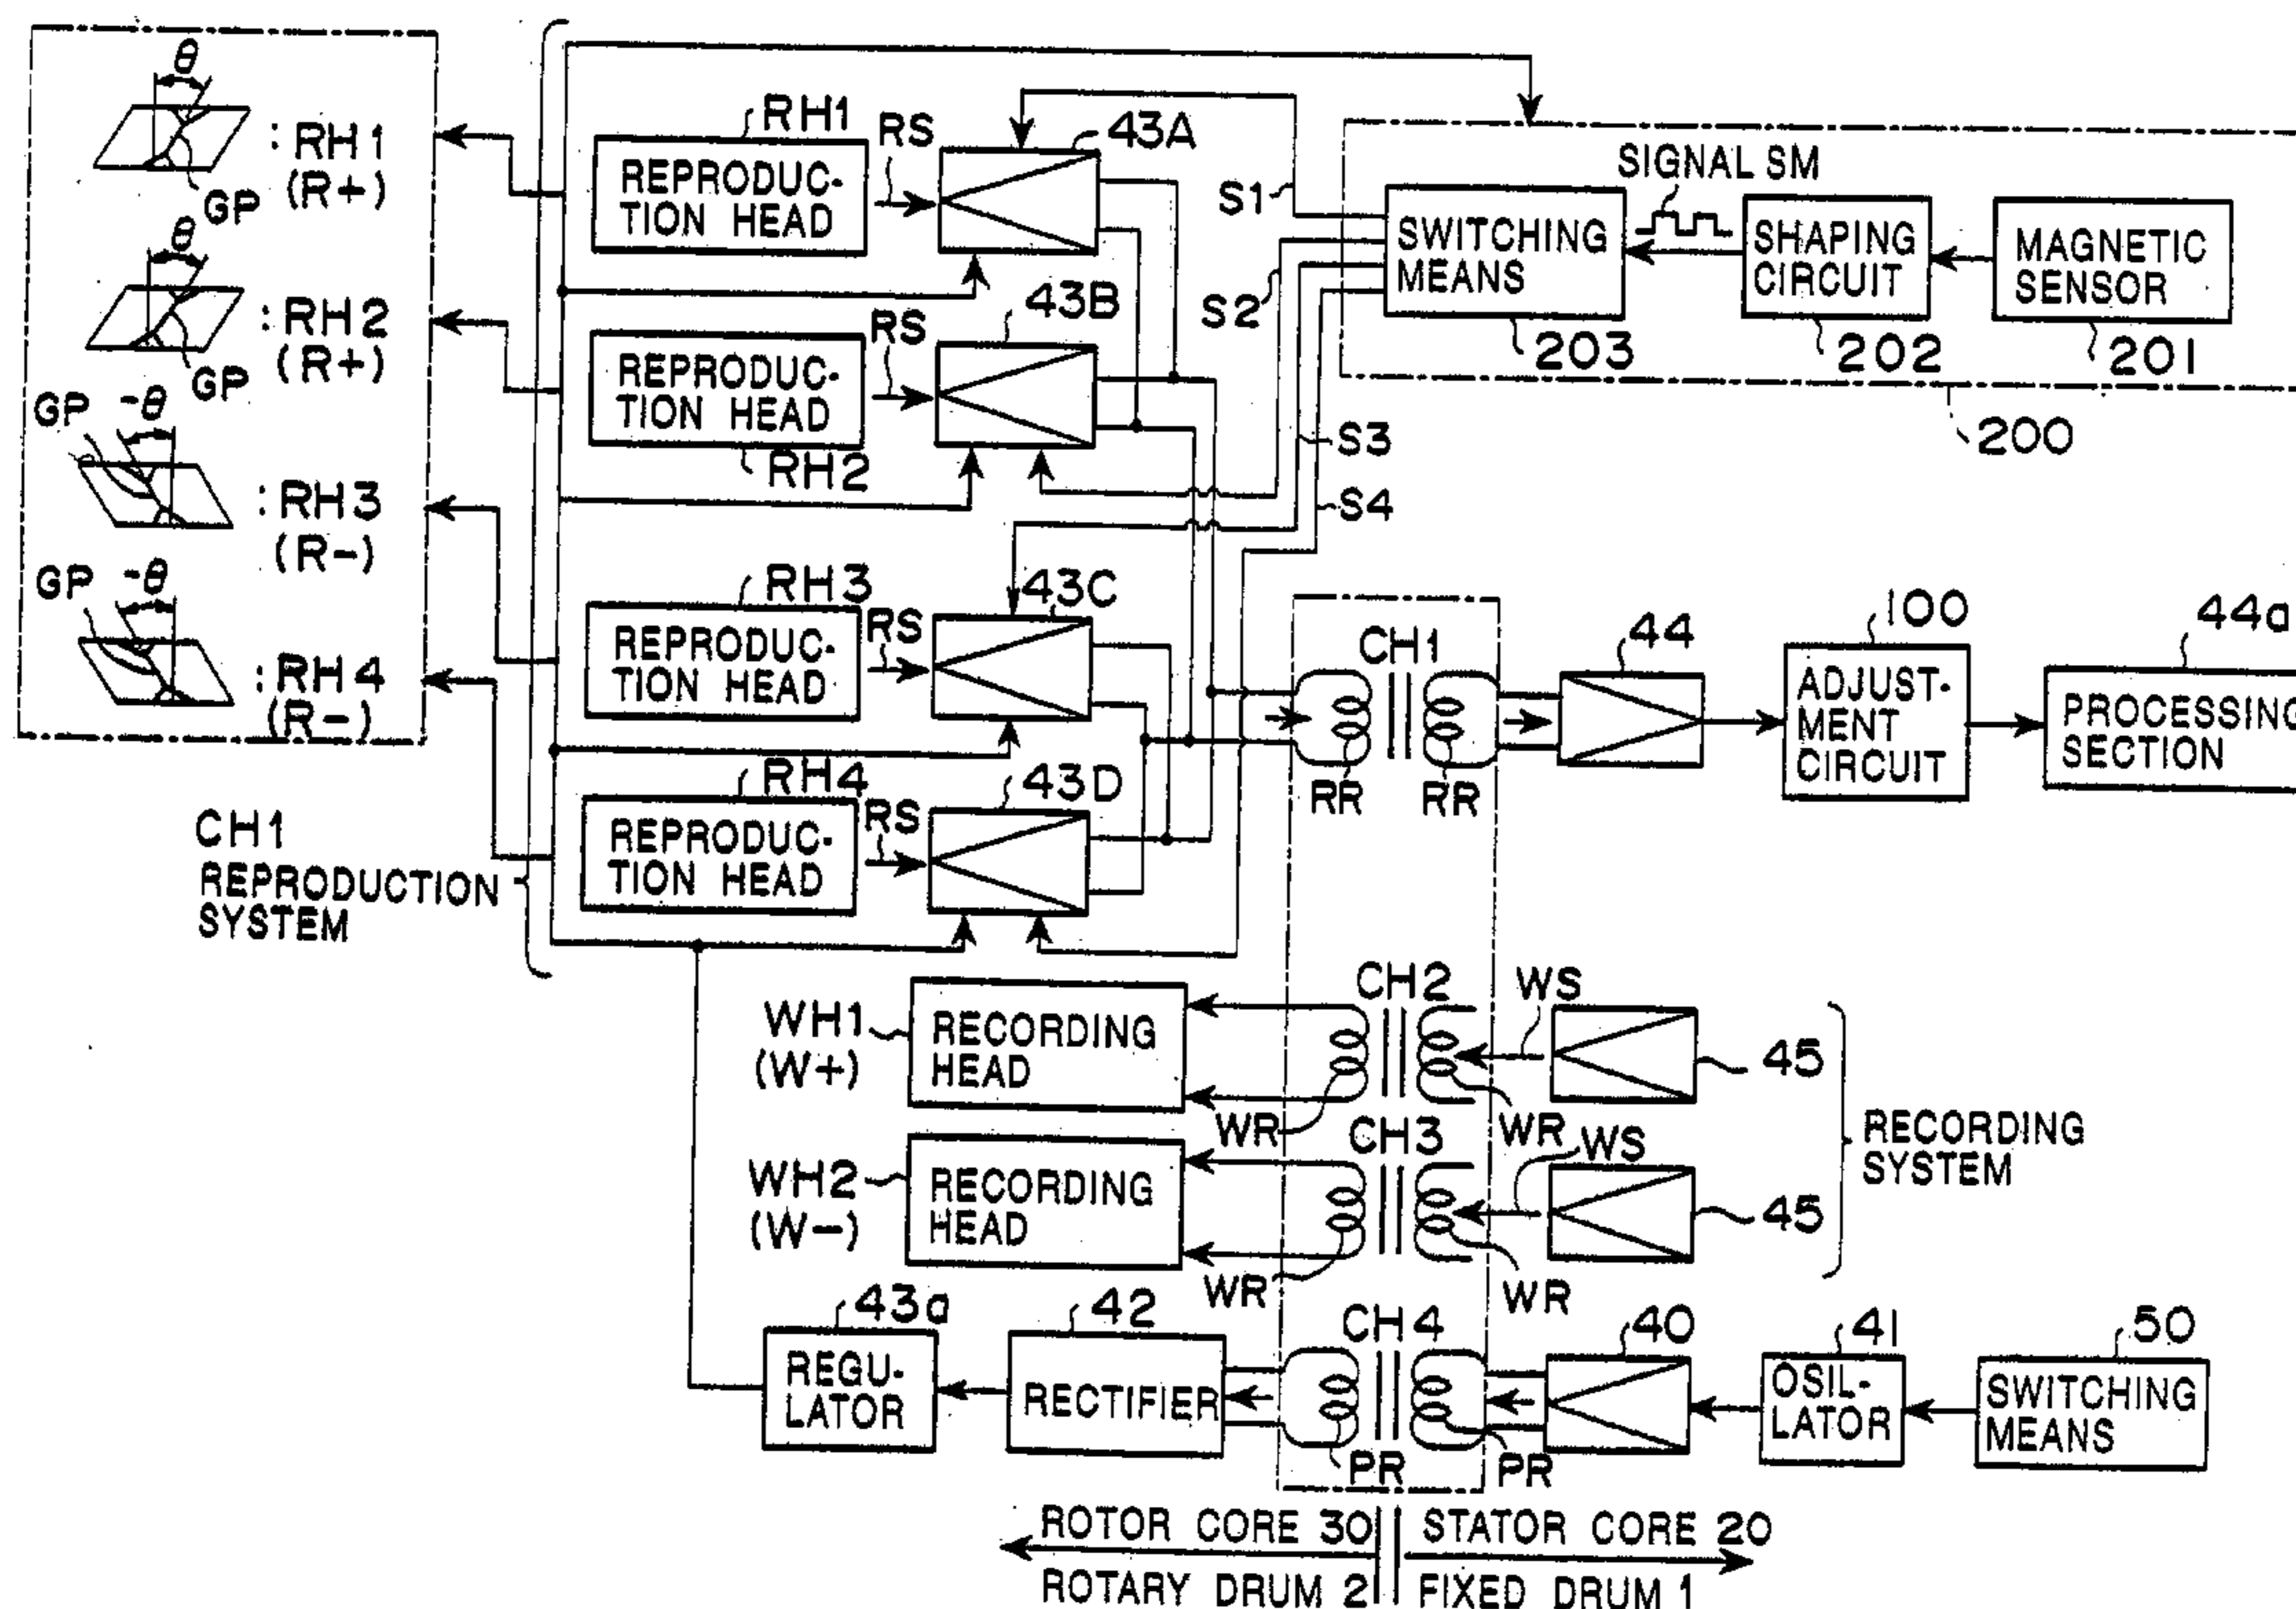 θ
:RH1
(R+)
GP
θ
:RH2
(R+)
GP
GP
-θ
:RH3
(R-)
GP
-θ
:RH4
(R-)
CH1
REPRODUCTION
SYSTEM
RH1
REPRODUC-
TION HEAD
RS
43A
RH2
REPRODUC-
TION HEAD
RS
43B
RH3
REPRODUC-
TION HEAD
RS
43C
RH4
REPRODUC-
TION HEAD
RS
43D
S1
S2
S3
S4
SIGNAL SM
SWITCHING
MEANS
203
SHAPING
CIRCUIT
202
MAGNETIC
SENSOR
201
200
CH1
RR
RR
44
100
ADJUST-
MENT
CIRCUIT
44a
PROCESSING
SECTION
WH1
(W+)
RECORDING
HEAD
WR
CH2
WR
WS
45
WH2
(W-)
RECORDING
HEAD
WR
CH3
WR
WS
45
RECORDING
SYSTEM
43a
REGU-
LATOR
42
RECTIFIER
CH4
PR
PR
40
41
OSIL-
LATOR
50
SWITCHING
MEANS
ROTOR CORE 30
STATOR CORE 20
ROTARY DRUM 2
FIXED DRUM 1